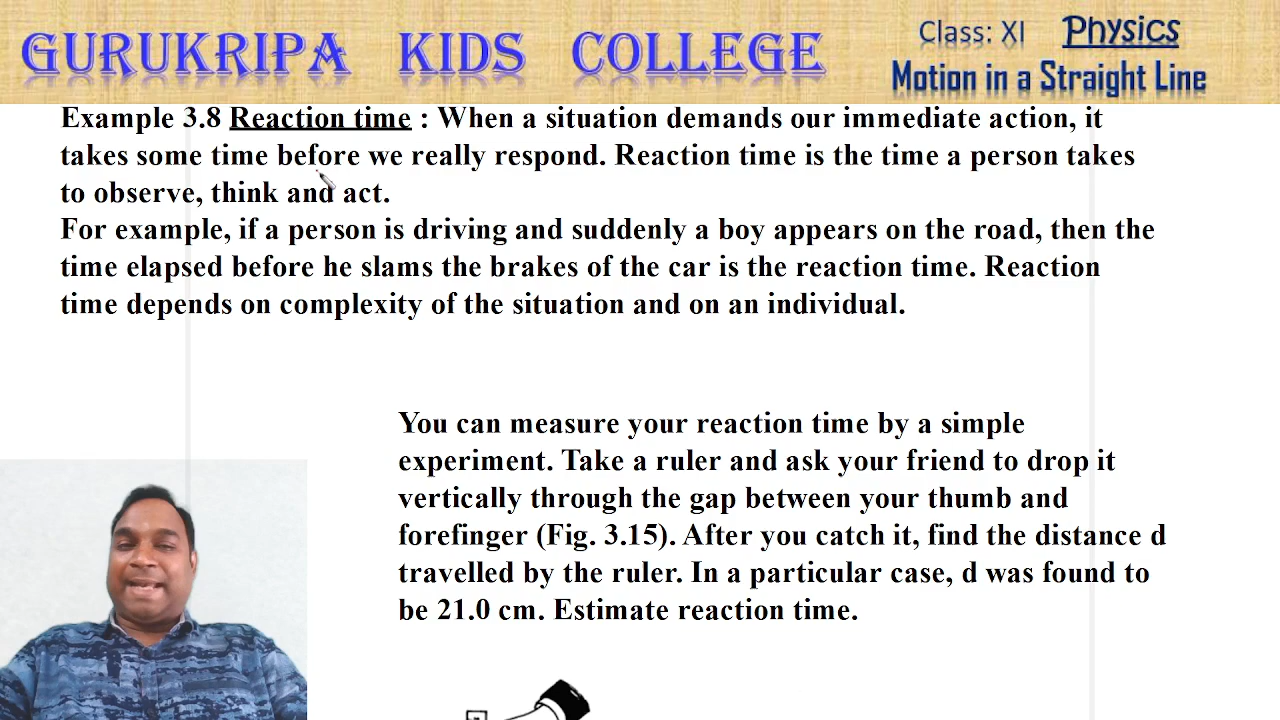 GURUKRIPA KIDS COLLEGE
Class: XI Physics
Motion in a Straight Line
Example 3.8 Reaction time : When a situation demands our immediate action, it
takes some time before we really respond. Reaction time is the time a person takes
to observe, think and act.
For example, if a person is driving and suddenly a boy appears on the road, then the
time elapsed before he slams the brakes of the car is the reaction time. Reaction
time depends on complexity of the situation and on an individual.
You can measure your reaction time by a simple
experiment. Take a ruler and ask your friend to drop it
vertically through the gap between your thumb and
forefinger (Fig. 3.15). After you catch it, find the distance d
travelled by the ruler. In a particular case, d was found to
be 21.0 cm. Estimate reaction time.